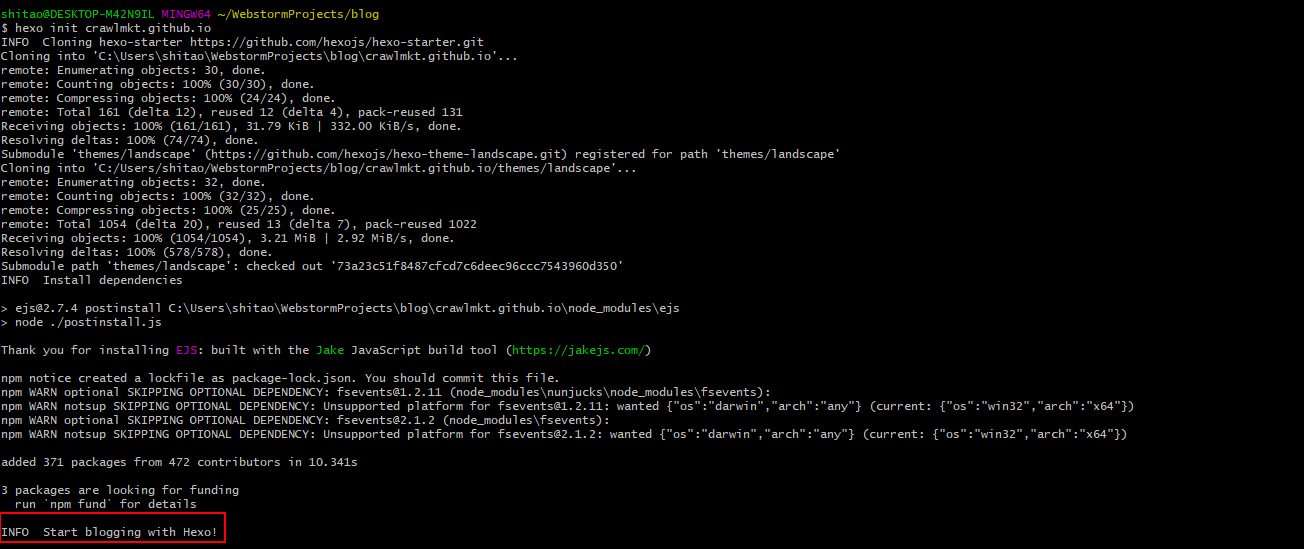 shitao@DESKTOP-M42N9IL MINGW64 ~/WebstormProjects/blog
$ hexo init crawlmkt.github.io
INFO  Cloning hexo-starter https://github.com/hexojs/hexo-starter.git
Cloning into 'C:\Users\shitao\WebstormProjects\blog\crawlmkt.github.io'...
remote: Enumerating objects: 30, done.
remote: Counting objects: 100% (30/30), done.
remote: Compressing objects: 100% (24/24), done.
remote: Total 161 (delta 12), reused 12 (delta 4), pack-reused 131
Receiving objects: 100% (161/161), 31.79 KiB | 332.00 KiB/s, done.
Resolving deltas: 100% (74/74), done.
Submodule 'themes/landscape' (https://github.com/hexojs/hexo-theme-landscape.git) registered for path 'themes/landscape'
Cloning into 'C:/Users/shitao/WebstormProjects/blog/crawlmkt.github.io/themes/landscape'...
remote: Enumerating objects: 32, done.
remote: Counting objects: 100% (32/32), done.
remote: Compressing objects: 100% (25/25), done.
remote: Total 1054 (delta 20), reused 13 (delta 7), pack-reused 1022
Receiving objects: 100% (1054/1054), 3.21 MiB | 2.92 MiB/s, done.
Resolving deltas: 100% (578/578), done.
Submodule path 'themes/landscape': checked out '73a23c51f8487cfcd7c6deec96ccc7543960d350'
INFO  Install dependencies
> ejs@2.7.4 postinstall C:\Users\shitao\WebstormProjects\blog\crawlmkt.github.io\node_modules\ejs
> node ./postinstall.js
Thank you for installing EJS: built with the Jake JavaScript build tool (https://jakejs.com/)
npm notice created a lockfile as package-lock.json. You should commit this file.
npm WARN optional SKIPPING OPTIONAL DEPENDENCY: fsevents@1.2.11 (node_modules\nunjucks\node_modules\fsevents):
npm WARN notsup SKIPPING OPTIONAL DEPENDENCY: Unsupported platform for fsevents@1.2.11: wanted {"os":"darwin","arch":"any"} (current: {"os":"win32","arch":"x64"})
npm WARN optional SKIPPING OPTIONAL DEPENDENCY: fsevents@2.1.2 (node_modules\fsevents):
npm WARN notsup SKIPPING OPTIONAL DEPENDENCY: Unsupported platform for fsevents@2.1.2: wanted {"os":"darwin","arch":"any"} (current: {"os":"win32","arch":"x64"})
added 371 packages from 472 contributors in 10.341s
3 packages are looking for funding
  run `npm fund` for details
INFO  Start blogging with Hexo!